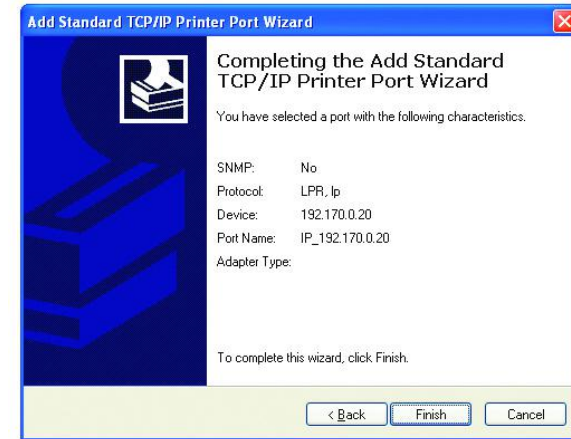 Add Standard TCP/IP Printer Port Wizard
Completing the Add Standard
TCP/IP Printer Port Wizard
You have selected a port with the following characteristics.
SNMP: No
Protocol: LPR, lp
Device: 192.170.0.20
Port Name: IP_192.170.0.20
Adapter Type:
To complete this wizard, click Finish.
< Back Finish Cancel